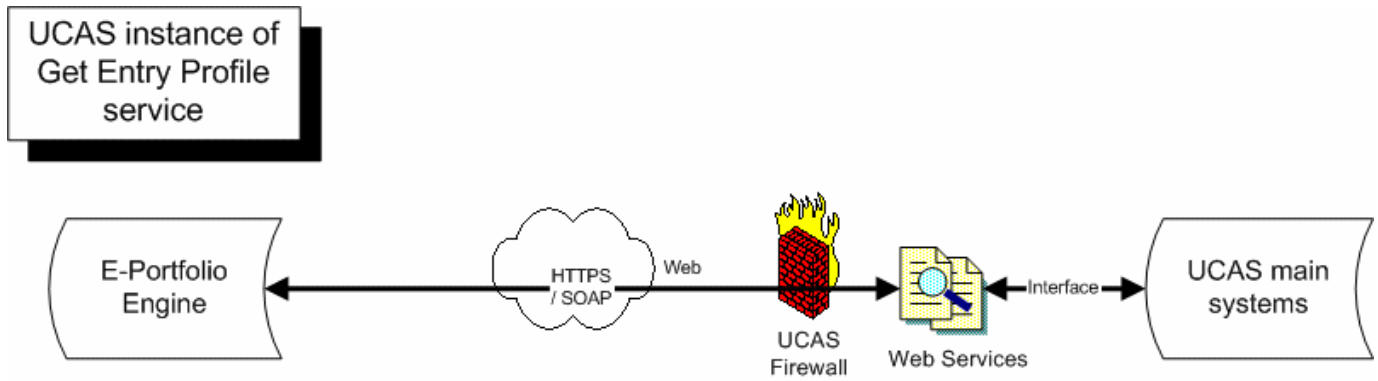 UCAS instance of
Get Entry Profile
service
E-Portfolio
Engine
HTTPS
/ SOAP
Web
UCAS
Firewall
Web Services
Interface
UCAS main
systems